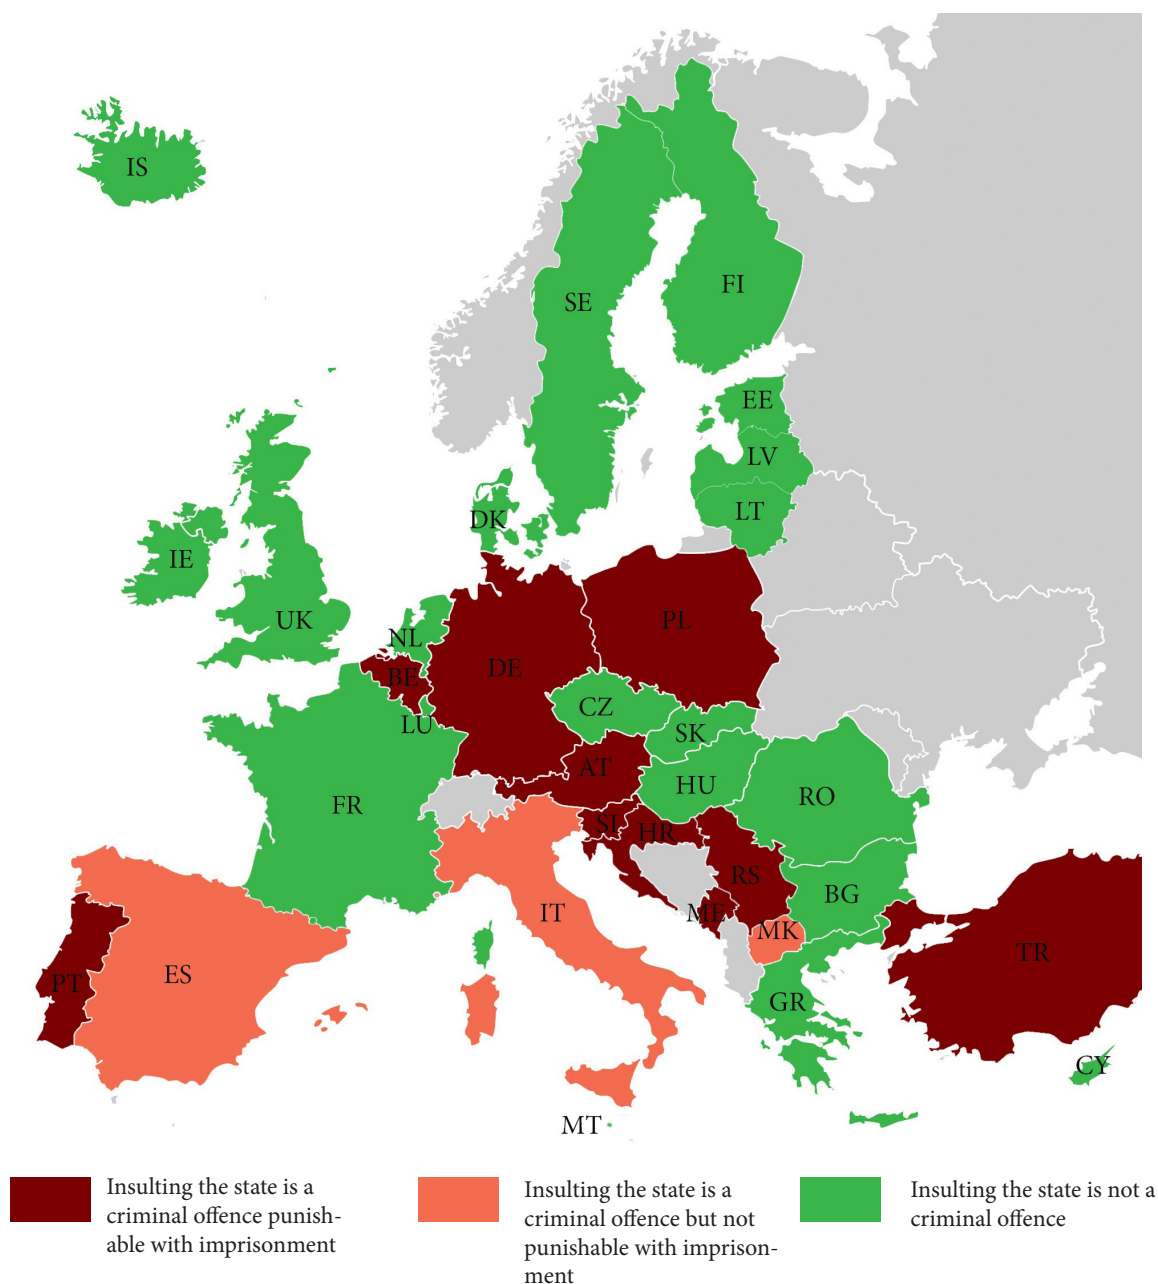 IS
SE
FI
EE
LV
LT
DK
IE
UK
NL
BE
LU
DE
PL
CZ
SK
AT
HU
RO
FR
SI
HR
RS
BG
ME
MK
IT
ES
PT
GR
TR
CY
MT
Insulting the state is a
criminal offence punish-
able with imprisonment
Insulting the state is a
criminal offence but not
punishable with imprison-
ment
Insulting the state is not a
criminal offence